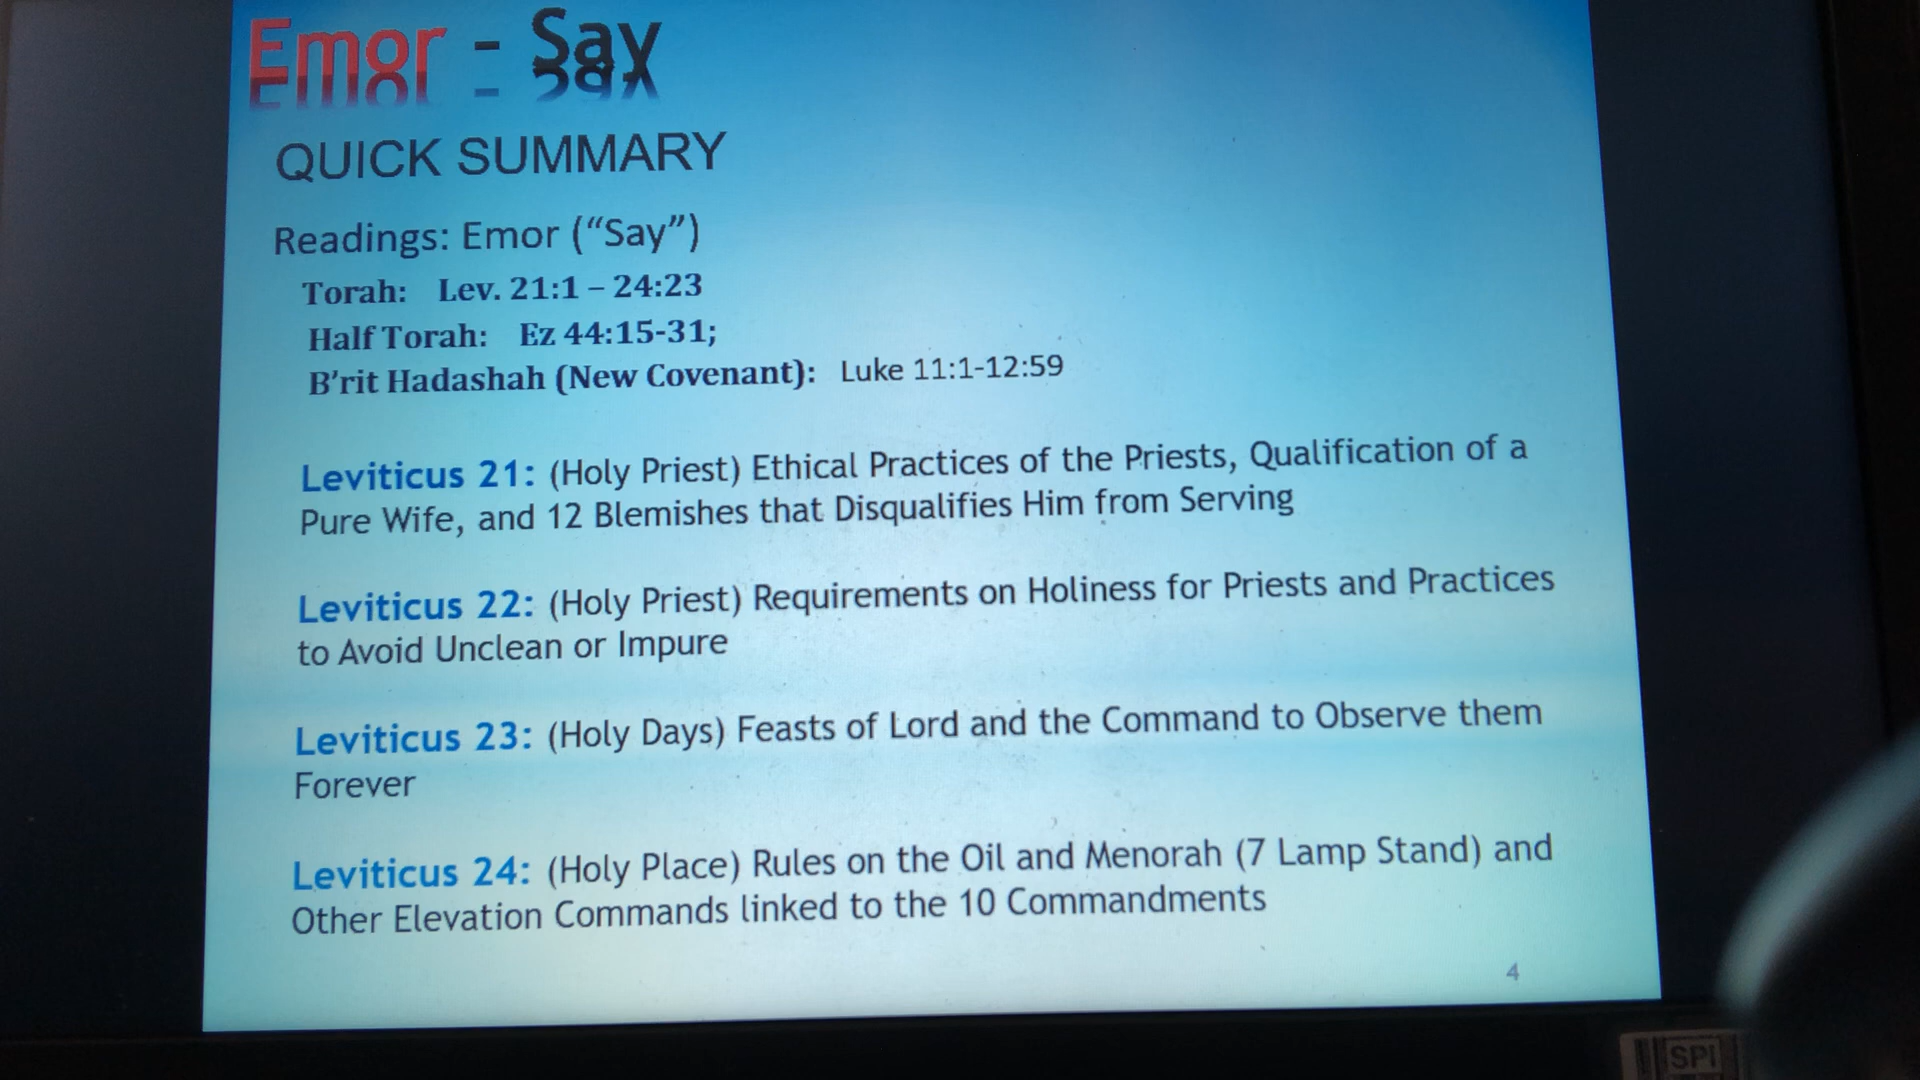 Emor - Say
QUICK SUMMARY
Readings: Emor (“Say”)
Torah: Lev. 21:1 – 24:23
Half Torah: Ez 44:15-31;
B’rit Hadashah (New Covenant): Luke 11:1-12:59
Leviticus 21: (Holy Priest) Ethical Practices of the Priests, Qualification of a
Pure Wife, and 12 Blemishes that Disqualifies Him from Serving
Leviticus 22: (Holy Priest) Requirements on Holiness for Priests and Practices
to Avoid Unclean or Impure
Leviticus 23: (Holy Days) Feasts of Lord and the Command to Observe them
Forever
Leviticus 24: (Holy Place) Rules on the Oil and Menorah (7 Lamp Stand) and
Other Elevation Commands linked to the 10 Commandments
4
SPI